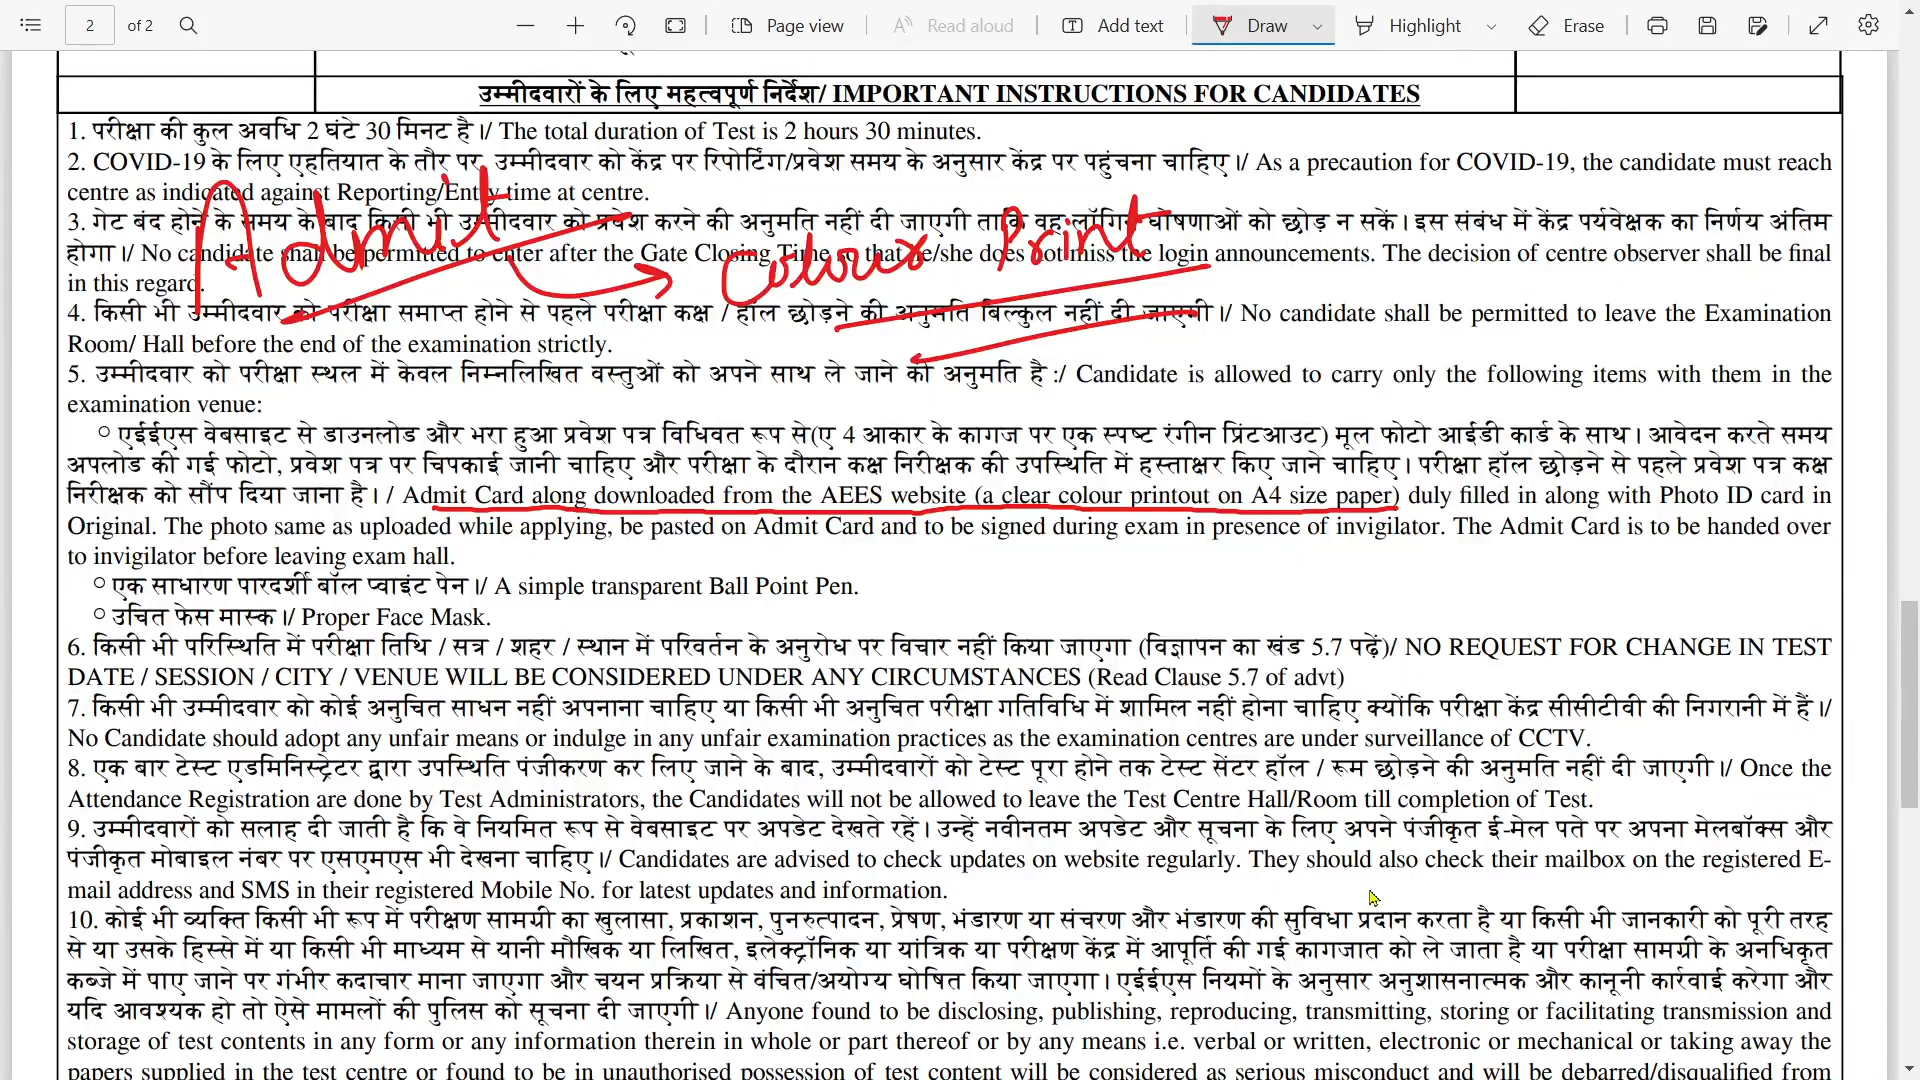 2 of 2 Page view Read aloud Add text Draw Highlight Erase
उम्मीदवारों के लिए महत्वपूर्ण निर्देश/ IMPORTANT INSTRUCTIONS FOR CANDIDATES
1. परीक्षा की कुल अवधि 2 घंटे 30 मिनट है।/ The total duration of Test is 2 hours 30 minutes.
2. COVID-19 के लिए एहतियात के तौर पर, उम्मीदवार को केंद्र पर रिपोर्टिंग/प्रवेश समय के अनुसार केंद्र पर पहुंचना चाहिए।/ As a precaution for COVID-19, the candidate must reach
centre as indicated against Reporting/Entry time at centre.
3. गेट बंद होने के समय के बाद किसी भी उम्मीदवार को प्रवेश करने की अनुमति नहीं दी जाएगी ताकि वह लॉगिन घोषणाओं को छोड़ न सकें। इस संबंध में केंद्र पर्यवेक्षक का निर्णय अंतिम
होगा।/ No candidate shall be permitted to enter after the Gate Closing Time so that he/she does not miss the login announcements. The decision of centre observer shall be final
in this regard.
Admit → Colour Print
4. किसी भी उम्मीदवार को परीक्षा समाप्त होने से पहले परीक्षा कक्ष / हॉल छोड़ने की अनुमति बिल्कुल नहीं दी जाएगी।/ No candidate shall be permitted to leave the Examination
Room/ Hall before the end of the examination strictly.
5. उम्मीदवार को परीक्षा स्थल में केवल निम्नलिखित वस्तुओं को अपने साथ ले जाने की अनुमति है:/ Candidate is allowed to carry only the following items with them in the
examination venue:
○ एईईएस वेबसाइट से डाउनलोड और भरा हुआ प्रवेश पत्र विधिवत रूप से(ए 4 आकार के कागज पर एक स्पष्ट रंगीन प्रिंटआउट) मूल फोटो आईडी कार्ड के साथ। आवेदन करते समय
अपलोड की गई फोटो, प्रवेश पत्र पर चिपकाई जानी चाहिए और परीक्षा के दौरान कक्ष निरीक्षक की उपस्थिति में हस्ताक्षर किए जाने चाहिए। परीक्षा हॉल छोड़ने से पहले प्रवेश पत्र कक्ष
निरीक्षक को सौंप दिया जाना है। / Admit Card along downloaded from the AEES website (a clear colour printout on A4 size paper) duly filled in along with Photo ID card in
Original. The photo same as uploaded while applying, be pasted on Admit Card and to be signed during exam in presence of invigilator. The Admit Card is to be handed over
to invigilator before leaving exam hall.
○ एक साधारण पारदर्शी बॉल प्वाइंट पेन।/ A simple transparent Ball Point Pen.
○ उचित फेस मास्क।/ Proper Face Mask.
6. किसी भी परिस्थिति में परीक्षा तिथि / सत्र / शहर / स्थान में परिवर्तन के अनुरोध पर विचार नहीं किया जाएगा (विज्ञापन का खंड 5.7 पढ़ें)/ NO REQUEST FOR CHANGE IN TEST
DATE / SESSION / CITY / VENUE WILL BE CONSIDERED UNDER ANY CIRCUMSTANCES (Read Clause 5.7 of advt)
7. किसी भी उम्मीदवार को कोई अनुचित साधन नहीं अपनाना चाहिए या किसी भी अनुचित परीक्षा गतिविधि में शामिल नहीं होना चाहिए क्योंकि परीक्षा केंद्र सीसीटीवी की निगरानी में हैं।/
No Candidate should adopt any unfair means or indulge in any unfair examination practices as the examination centres are under surveillance of CCTV.
8. एक बार टेस्ट एडमिनिस्ट्रेटर द्वारा उपस्थिति पंजीकरण कर लिए जाने के बाद, उम्मीदवारों को टेस्ट पूरा होने तक टेस्ट सेंटर हॉल / रूम छोड़ने की अनुमति नहीं दी जाएगी।/ Once the
Attendance Registration are done by Test Administrators, the Candidates will not be allowed to leave the Test Centre Hall/Room till completion of Test.
9. उम्मीदवारों को सलाह दी जाती है कि वे नियमित रूप से वेबसाइट पर अपडेट देखते रहें। उन्हें नवीनतम अपडेट और सूचना के लिए अपने पंजीकृत ई-मेल पते पर अपना मेलबॉक्स और
पंजीकृत मोबाइल नंबर पर एसएमएस भी देखना चाहिए।/ Candidates are advised to check updates on website regularly. They should also check their mailbox on the registered E-
mail address and SMS in their registered Mobile No. for latest updates and information.
10. कोई भी व्यक्ति किसी भी रूप में परीक्षण सामग्री का खुलासा, प्रकाशन, पुनरुत्पादन, प्रेषण, भंडारण या संचरण और भंडारण की सुविधा प्रदान करता है या किसी भी जानकारी को पूरी तरह
से या उसके हिस्से में या किसी भी माध्यम से यानी मौखिक या लिखित, इलेक्ट्रॉनिक या यांत्रिक या परीक्षण केंद्र में आपूर्ति की गई कागजात को ले जाता है या परीक्षा सामग्री के अनधिकृत
कब्जे में पाए जाने पर गंभीर कदाचार माना जाएगा और चयन प्रक्रिया से वंचित/अयोग्य घोषित किया जाएगा। एईईएस नियमों के अनुसार अनुशासनात्मक और कानूनी कार्रवाई करेगा और
यदि आवश्यक हो तो ऐसे मामलों की पुलिस को सूचना दी जाएगी।/ Anyone found to be disclosing, publishing, reproducing, transmitting, storing or facilitating transmission and
storage of test contents in any form or any information therein in whole or part thereof or by any means i.e. verbal or written, electronic or mechanical or taking away the
papers supplied in the test centre or found to be in unauthorised possession of test content will be considered as serious misconduct and will be debarred/disqualified from